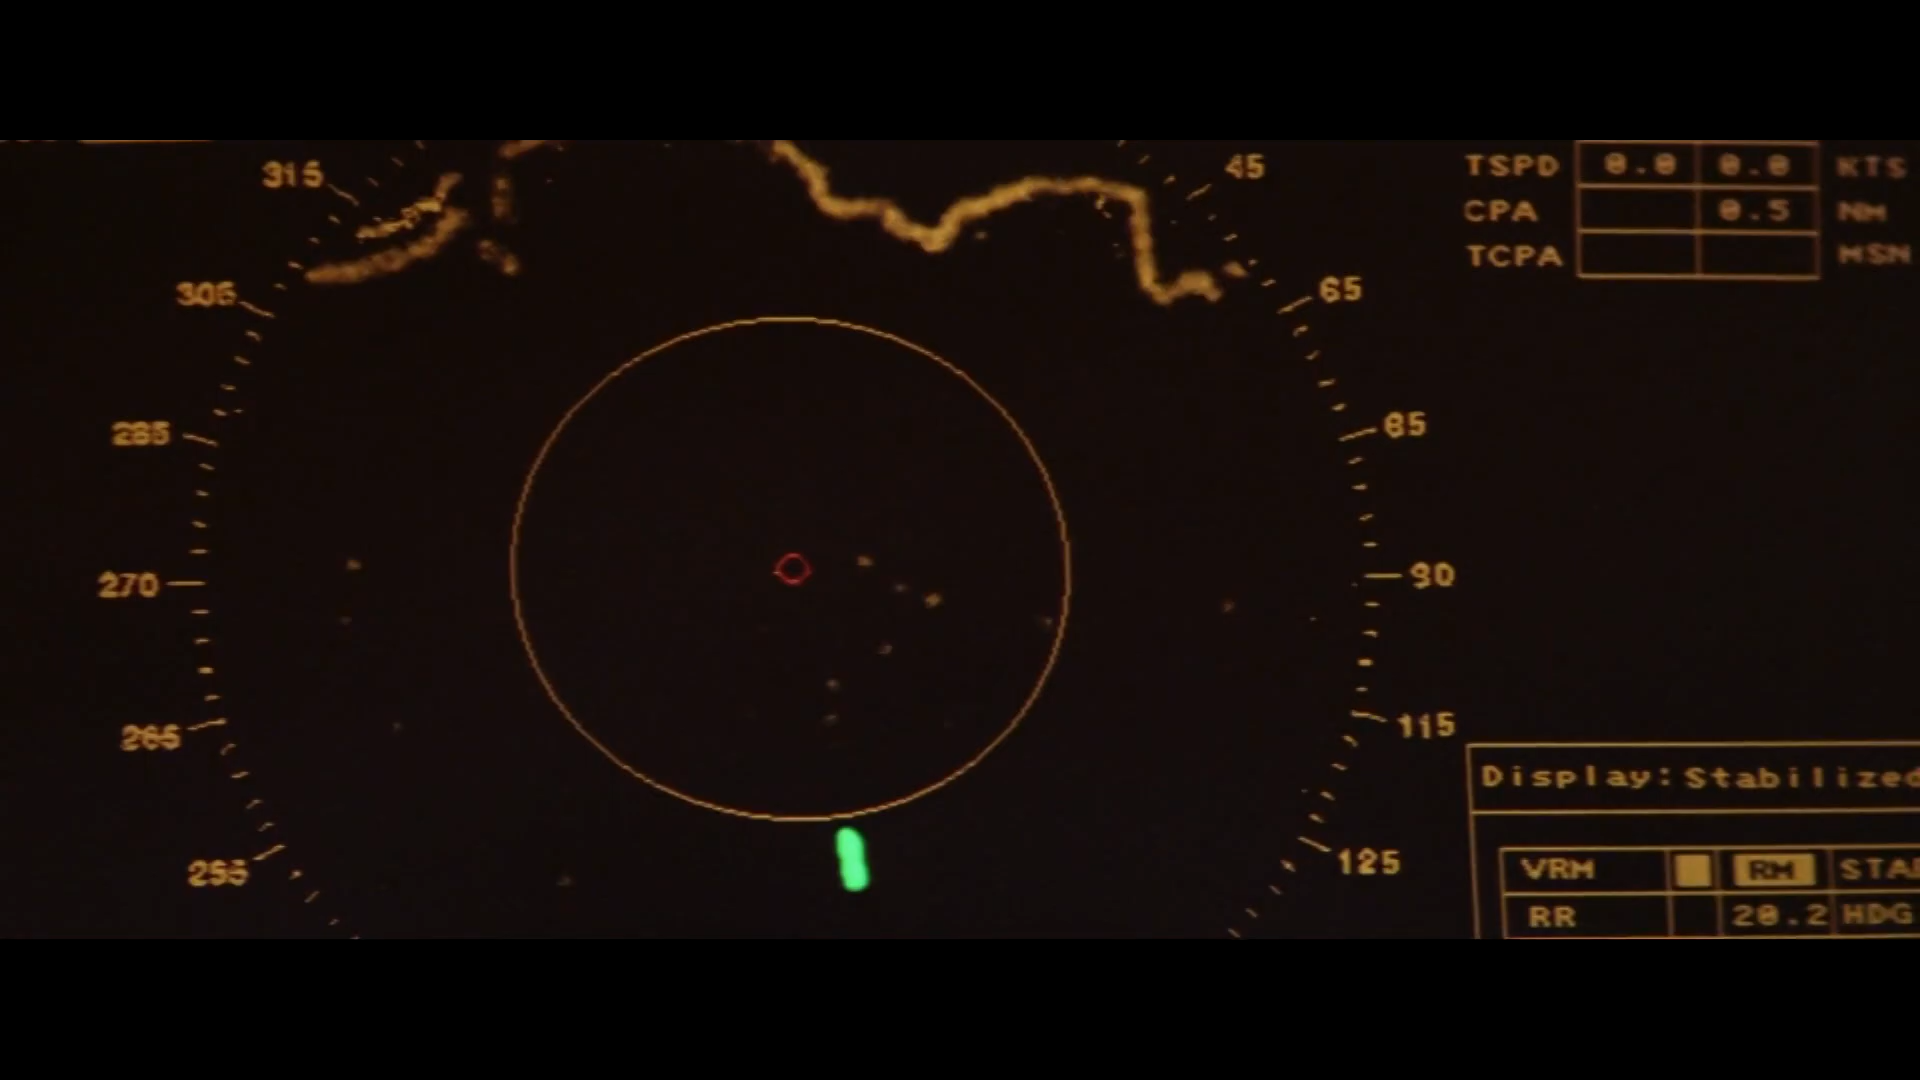 315
45
TSPD 0.0 0.0 KTS
CPA 0.5 NM
TCPA MSN
305
65
285
85
270
90
265
115
Display:Stabilized
255
125
VRM RM STA
RR 20.2 HDG